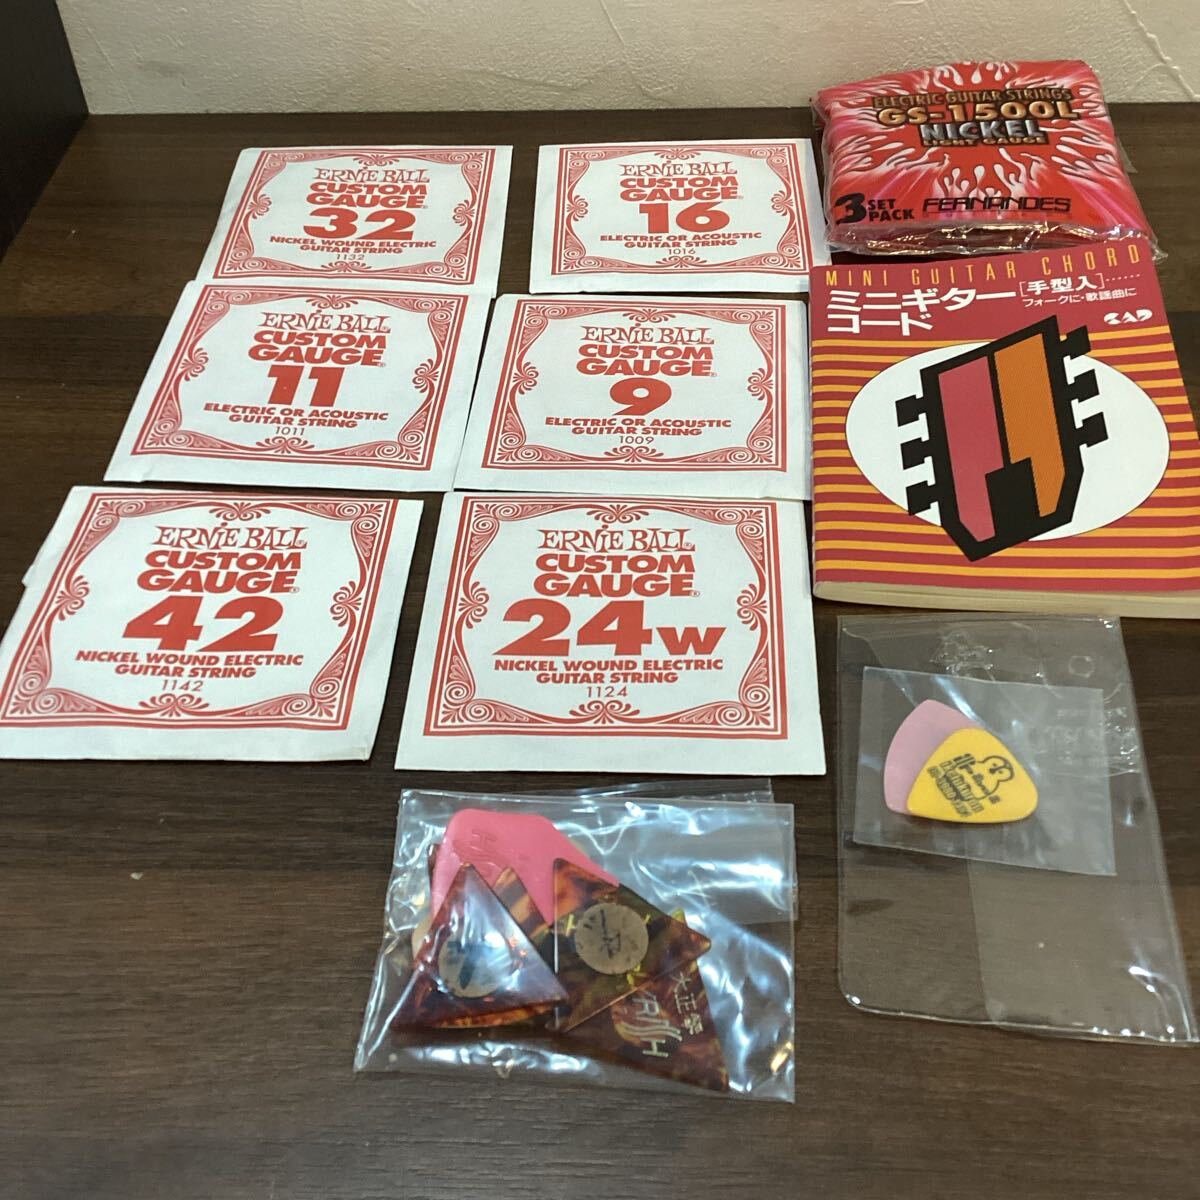 ERNIE BALL
CUSTOM
GAUGE®
32
NICKEL WOUND ELECTRIC
GUITAR STRING
1132
ERNIE BALL
CUSTOM
GAUGE®
16
ELECTRIC OR ACOUSTIC
GUITAR STRING
1016
ELECTRIC GUITAR STRINGS
GS-1500L
NICKEL
LIGHT GAUGE
3 SET
PACK
FERNANDES
MINI GUITAR CHORD
ミニギター [手型入]……
コード フォークに・歌謡曲に
ERNIE BALL
CUSTOM
GAUGE®
11
ELECTRIC OR ACOUSTIC
GUITAR STRING
1011
ERNIE BALL
CUSTOM
GAUGE®
9
ELECTRIC OR ACOUSTIC
GUITAR STRING
1009
ERNIE BALL®
CUSTOM
GAUGE®
42
NICKEL WOUND ELECTRIC
GUITAR STRING
1142
ERNIE BALL®
CUSTOM
GAUGE®
24W
NICKEL WOUND ELECTRIC
GUITAR STRING
1124
大正琴
H